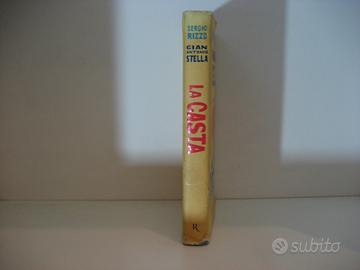 SERGIO
RIZZO
GIAN
ANTONIO
STELLA
LA CASTA
R
subito